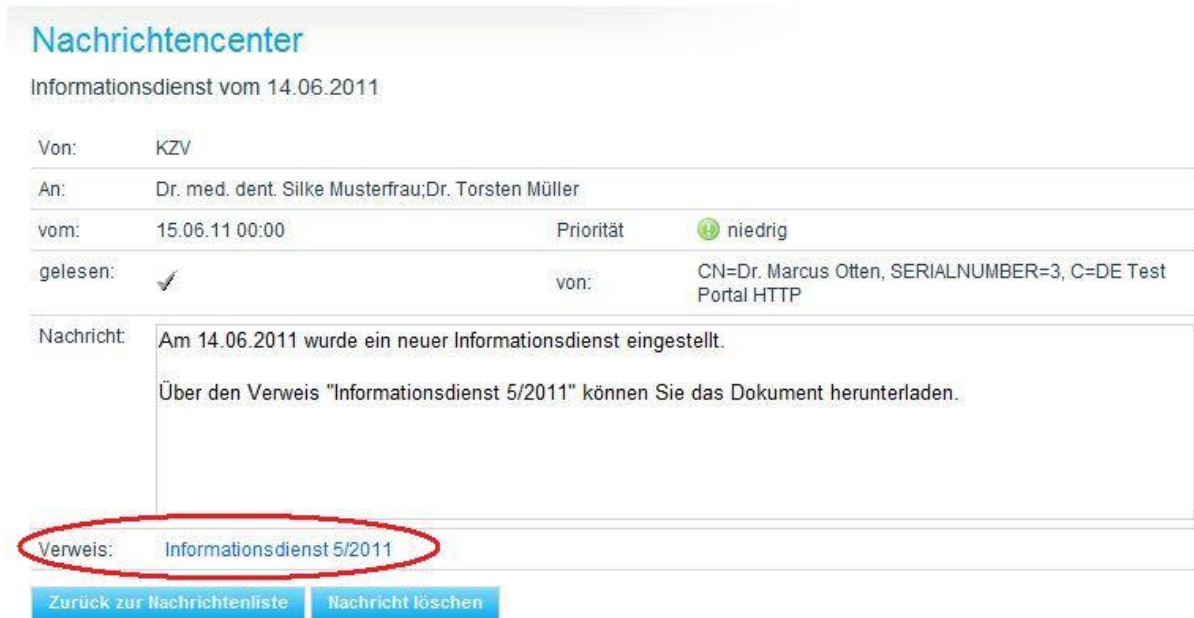 Nachrichtencenter
Informationsdienst vom 14.06.2011
Von: KZV
An: Dr. med. dent. Silke Musterfrau;Dr. Torsten Müller
vom: 15.06.11 00:00 Priorität niedrig
gelesen: von: CN=Dr. Marcus Otten, SERIALNUMBER=3, C=DE Test
Portal HTTP
Nachricht: Am 14.06.2011 wurde ein neuer Informationsdienst eingestellt.
Über den Verweis "Informationsdienst 5/2011" können Sie das Dokument herunterladen.
Verweis: Informationsdienst 5/2011
Zurück zur Nachrichtenliste Nachricht löschen